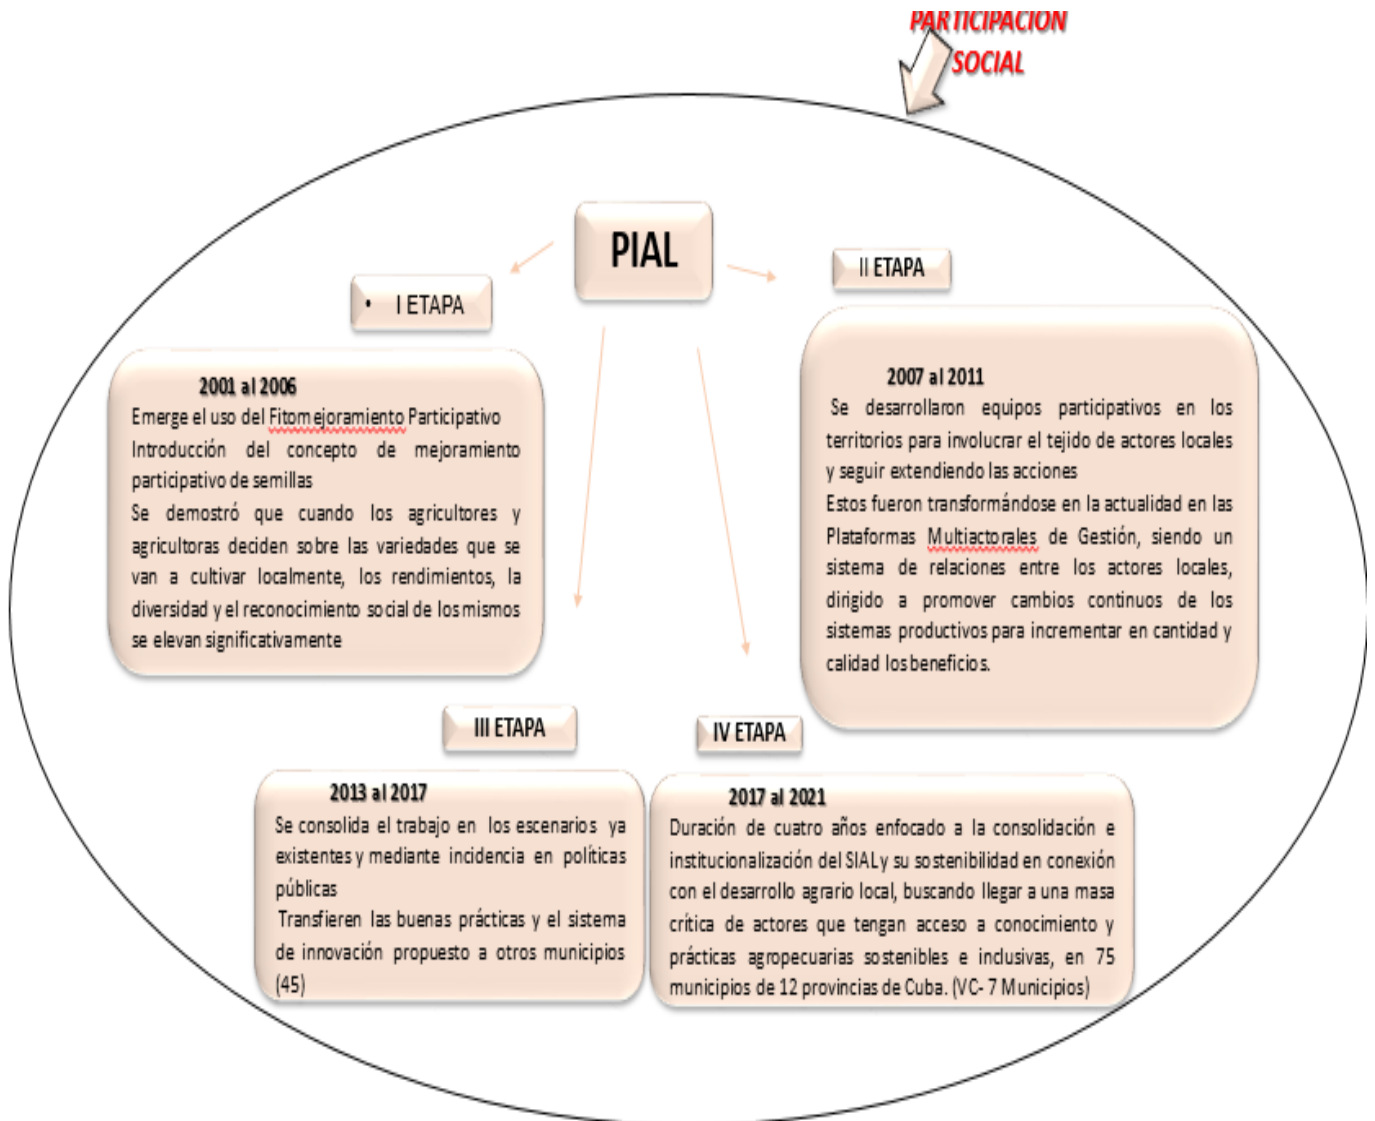 PARTICIPACIÓN
SOCIAL
PIAL
• I ETAPA
2001 al 2006
Emerge el uso del Fitomejoramiento Participativo
Introducción del concepto de mejoramiento
participativo de semillas
Se demostró que cuando los agricultores y
agricultoras deciden sobre las variedades que se
van a cultivar localmente, los rendimientos, la
diversidad y el reconocimiento social de los mismos
se elevan significativamente
II ETAPA
2007 al 2011
Se desarrollaron equipos participativos en los
territorios para involucrar el tejido de actores locales
y seguir extendiendo las acciones
Estos fueron transformándose en la actualidad en las
Plataformas Multiactorales de Gestión, siendo un
sistema de relaciones entre los actores locales,
dirigido a promover cambios continuos de los
sistemas productivos para incrementar en cantidad y
calidad los beneficios.
III ETAPA
2013 al 2017
Se consolida el trabajo en los escenarios ya
existentes y mediante incidencia en políticas
públicas
Transfieren las buenas prácticas y el sistema
de innovación propuesto a otros municipios
(45)
IV ETAPA
2017 al 2021
Duración de cuatro años enfocado a la consolidación e
institucionalización del SIAL y su sostenibilidad en conexión
con el desarrollo agrario local, buscando llegar a una masa
crítica de actores que tengan acceso a conocimiento y
prácticas agropecuarias sostenibles e inclusivas, en 75
municipios de 12 provincias de Cuba. (VC- 7 Municipios)